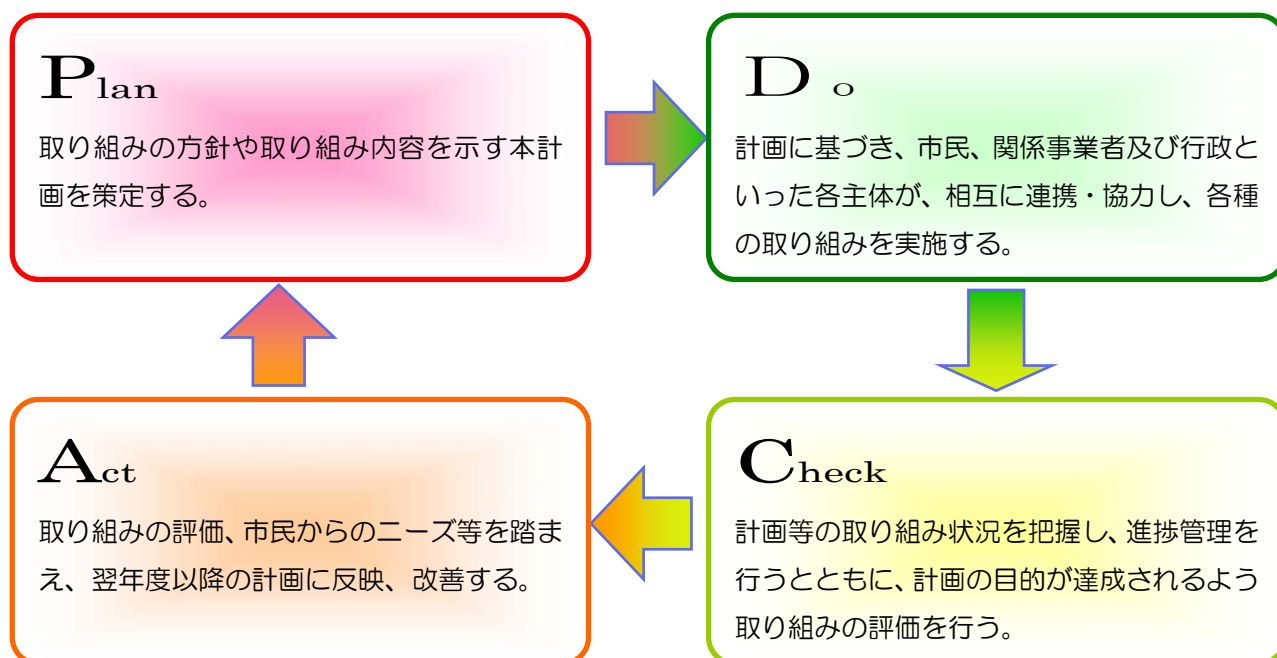 Plan
取り組みの方針や取り組み内容を示す本計
画を策定する。
D o
計画に基づき、市民、関係事業者及び行政と
いった各主体が、相互に連携・協力し、各種
の取り組みを実施する。
Act
取り組みの評価、市民からのニーズ等を踏ま
え、翌年度以降の計画に反映、改善する。
Check
計画等の取り組み状況を把握し、進捗管理を
行うとともに、計画の目的が達成されるよう
取り組みの評価を行う。